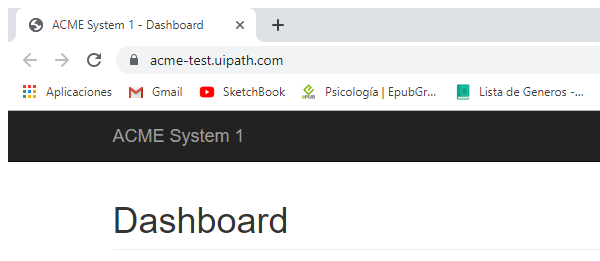 ACME System 1 - Dashboard
acme-test.uipath.com
Aplicaciones Gmail SketchBook Psicología | EpubGr... Lista de Generos -...
ACME System 1
Dashboard